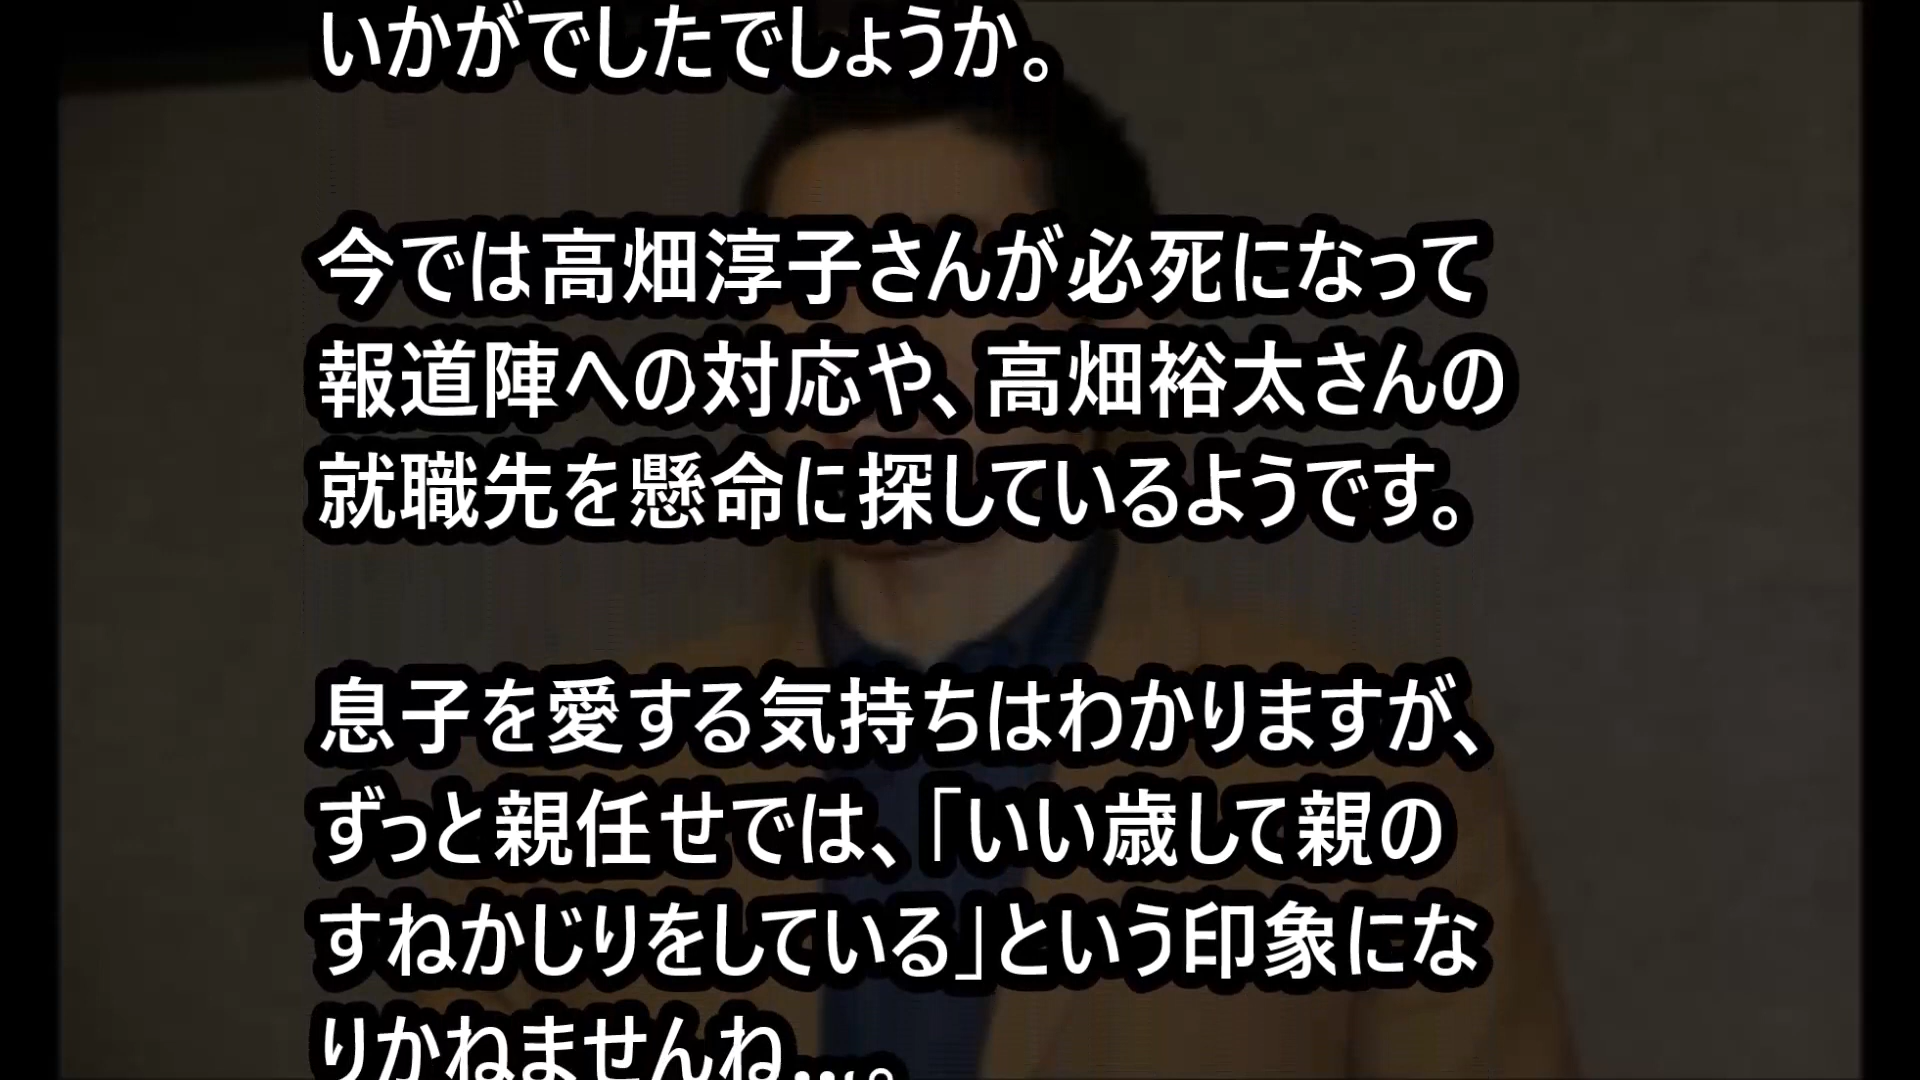 いかがでしたでしょうか。
今では高畑淳子さんが必死になって
報道陣への対応や、高畑裕太さんの
就職先を懸命に探しているようです。
息子を愛する気持ちはわかりますが、
ずっと親任せでは、「いい歳して親の
すねかじりをしている」という印象にな
りかねませんね…。